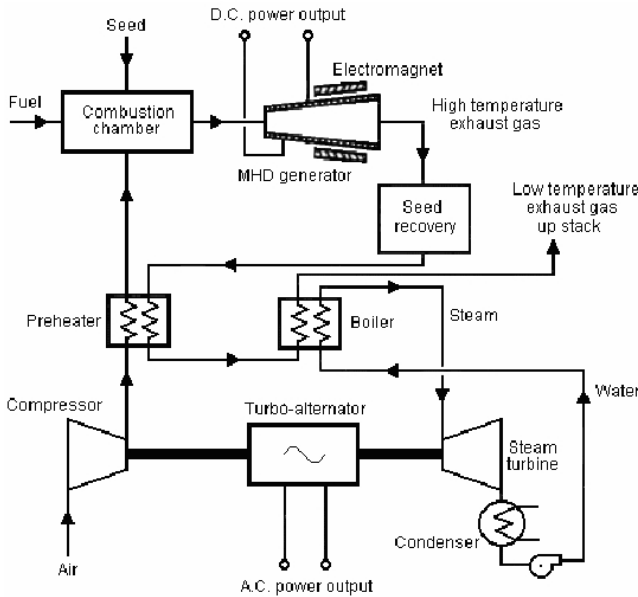 D.C. power output
Seed
Electromagnet
Fuel
Combustion
chamber
High temperature
exhaust gas
MHD generator
Low temperature
exhaust gas
up stack
Seed
recovery
Preheater
Boiler
Steam
Water
Compressor
Turbo-alternator
Steam
turbine
Condenser
Air
A.C. power output